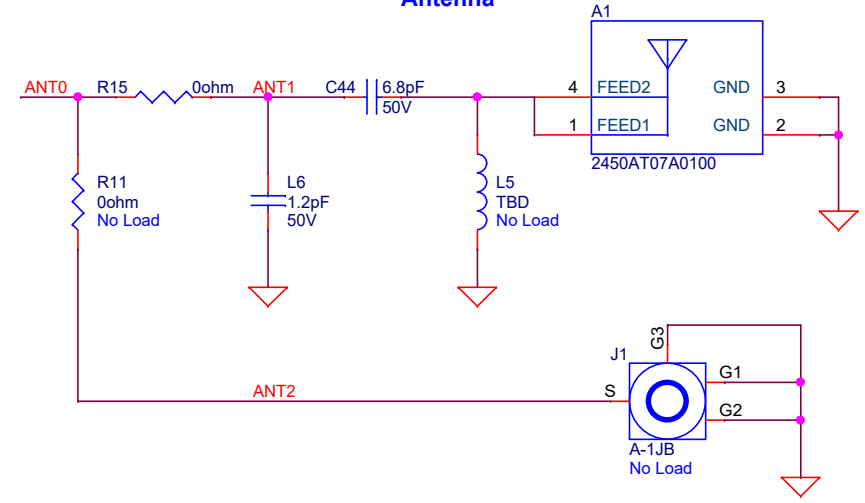 Antenna
A1
ANT0
R15
0ohm
ANT1
C44
6.8pF
50V
4
FEED2
GND
3
1
FEED1
GND
2
2450AT07A0100
R11
0ohm
No Load
L6
1.2pF
50V
L5
TBD
No Load
G3
J1
G1
ANT2
S
G2
A-1JB
No Load